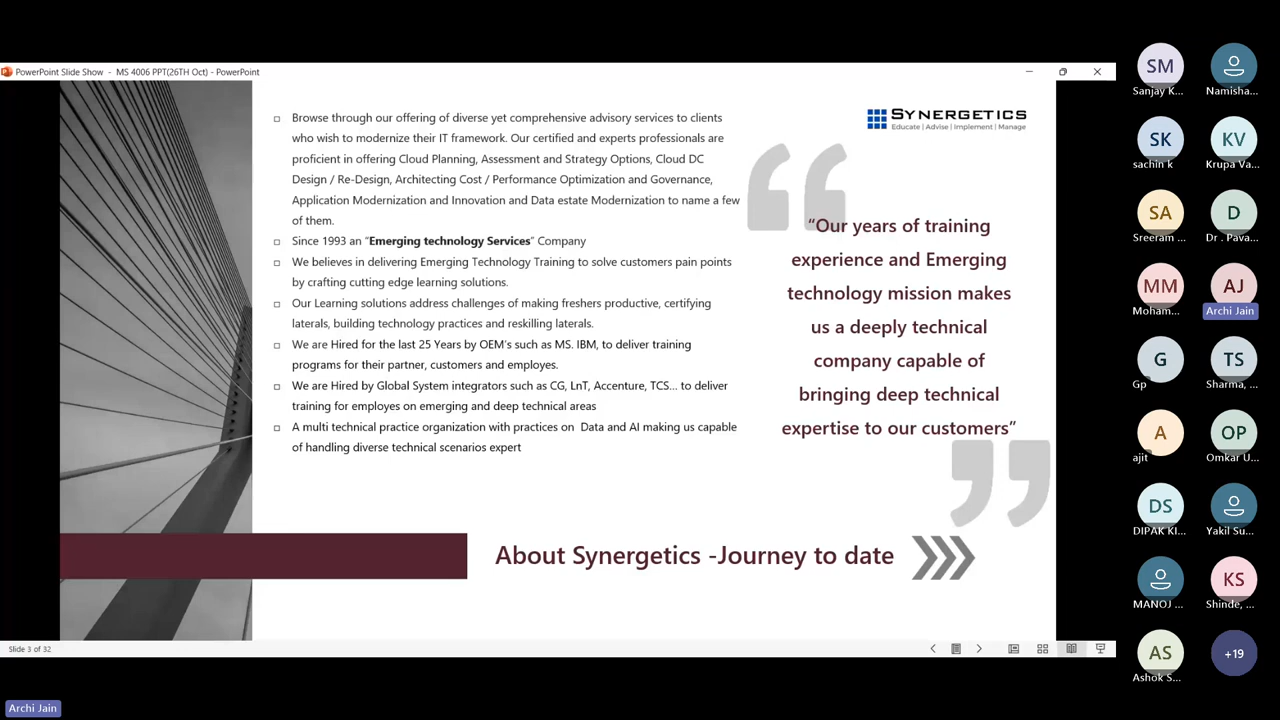 PowerPoint Slide Show - MS 4006 PPT(26TH Oct) - PowerPoint
SYNERGETICS
Educate | Advise | Implement | Manage
□ Browse through our offering of diverse yet comprehensive advisory services to clients
who wish to modernize their IT framework. Our certified and experts professionals are
proficient in offering Cloud Planning, Assessment and Strategy Options, Cloud DC
Design / Re-Design, Architecting Cost / Performance Optimization and Governance,
Application Modernization and Innovation and Data estate Modernization to name a few
of them.
□ Since 1993 an “Emerging technology Services” Company
□ We believes in delivering Emerging Technology Training to solve customers pain points
by crafting cutting edge learning solutions.
□ Our Learning solutions address challenges of making freshers productive, certifying
laterals, building technology practices and reskilling laterals.
□ We are Hired for the last 25 Years by OEM’s such as MS. IBM, to deliver training
programs for their partner, customers and employes.
□ We are Hired by Global System integrators such as CG, LnT, Accenture, TCS... to deliver
training for employes on emerging and deep technical areas
□ A multi technical practice organization with practices on Data and AI making us capable
of handling diverse technical scenarios expert
“Our years of training
experience and Emerging
technology mission makes
us a deeply technical
company capable of
bringing deep technical
expertise to our customers”
About Synergetics -Journey to date
Slide 3 of 32
Archi Jain
SM
Sanjay K...
Namisha...
SK
sachin k
KV
Krupa Va...
SA
Sreeram ...
D
Dr . Pava...
MM
Moham...
AJ
Archi Jain
G
Gp
TS
Sharma, ...
A
ajit
OP
Omkar U...
DS
DIPAK KI...
Yakil Su...
MANOJ ...
KS
Shinde, ...
AS
Ashok S...
+19